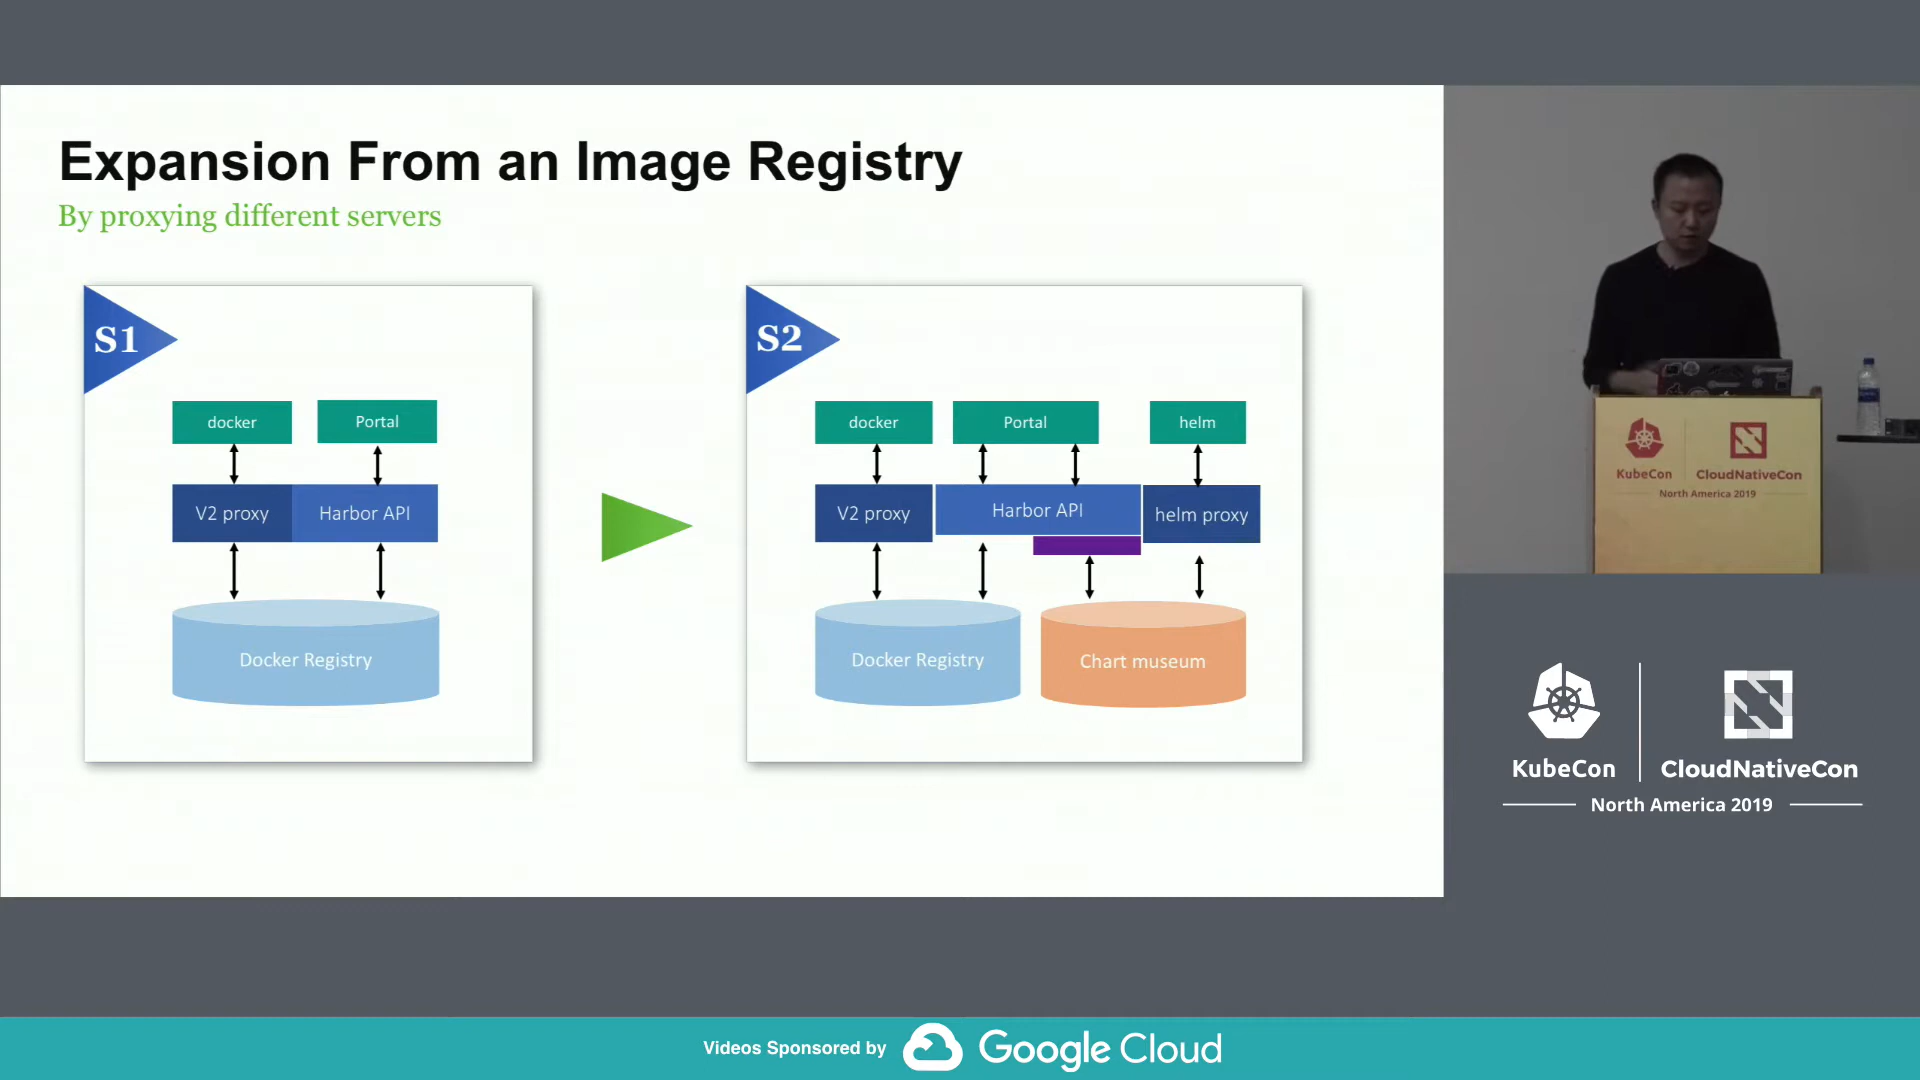 Expansion From an Image Registry
By proxying different servers
S1
docker
Portal
V2 proxy
Harbor API
Docker Registry
S2
docker
Portal
helm
V2 proxy
Harbor API
helm proxy
Docker Registry
Chart museum
KubeCon
CloudNativeCon
North America 2019
KubeCon
CloudNativeCon
North America 2019
Videos Sponsored by
Google Cloud